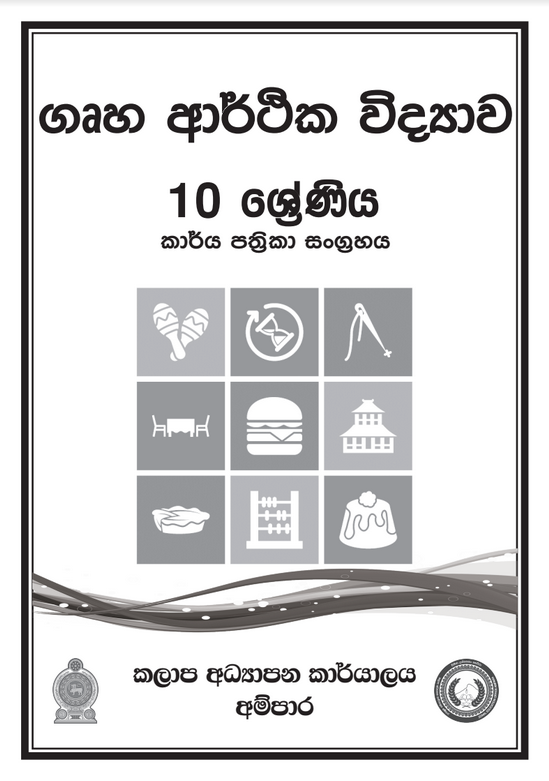 ගෘහ ආර්ථික විද්‍යාව
10 ශ්‍රේණිය
කාර්ය පත්‍රිකා සංග්‍රහය
කලාප අධ්‍යාපන කාර්යාලය
අම්පාර